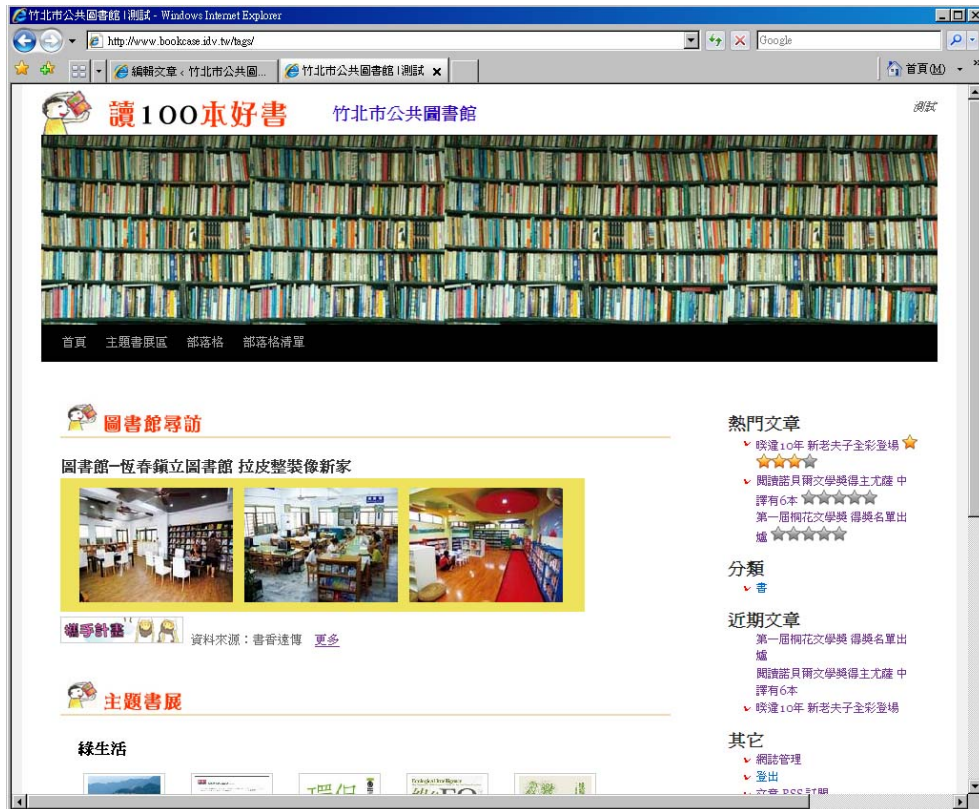 竹北市公共圖書館 | 測試 - Windows Internet Explorer
http://www.bookcase.idv.tw/tags/
Google
編輯文章 ‹ 竹北市公共圖...
竹北市公共圖書館 | 測試
首頁(M)
讀100本好書
竹北市公共圖書館
測試
首頁 主題書展區 部落格 部落格清單
圖書館尋訪
圖書館-恆春鎮立圖書館 拉皮整裝像新家
攜手計畫
資料來源：書香遠傳 更多
主題書展
綠生活
環保
綠色EQ
熱門文章
睽違10年 新老夫子全彩登場
閱讀諾貝爾文學獎得主尤薩 中
譯有6本
第一屆桐花文學獎 得獎名單出
爐
分類
書
近期文章
第一屆桐花文學獎 得獎名單出
爐
閱讀諾貝爾文學獎得主尤薩 中
譯有6本
睽違10年 新老夫子全彩登場
其它
網誌管理
登出
文章 RSS 訂閱